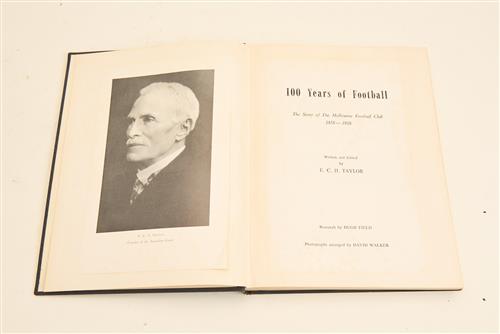 100 Years of Football
The Story of The Melbourne Football Club
1858—1958
Written and Edited
by
E. C. H. TAYLOR
Research by HUGH FIELD
Photographs arranged by DAVID WALKER